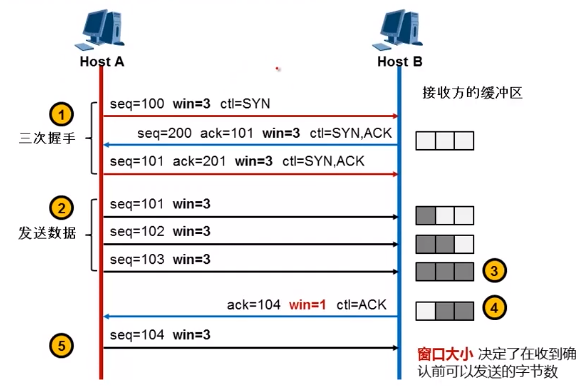 Host A
Host B
接收方的缓冲区
1
三次握手
seq=100 win=3 ctl=SYN
seq=200 ack=101 win=3 ctl=SYN,ACK
seq=101 ack=201 win=3 ctl=SYN,ACK
2
发送数据
seq=101 win=3
seq=102 win=3
seq=103 win=3
3
ack=104 win=1 ctl=ACK
4
5
seq=104 win=3
窗口大小 决定了在收到确
认前可以发送的字节数